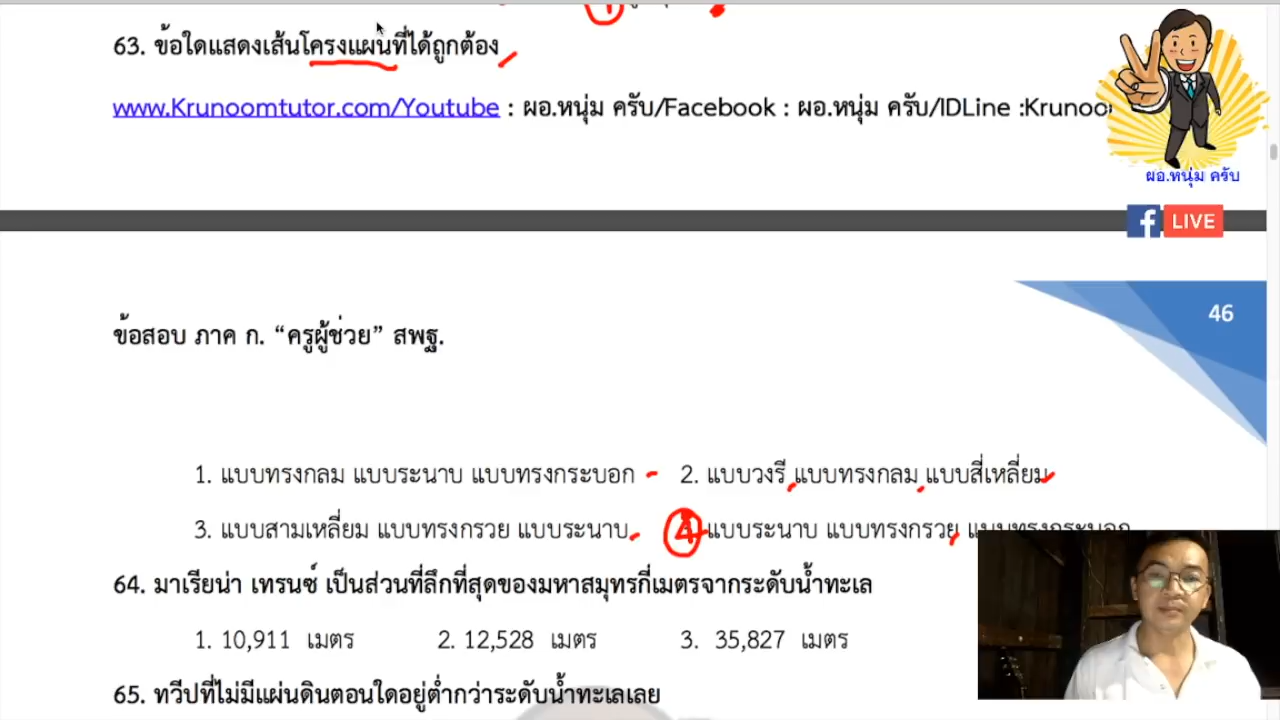 63. ข้อใดแสดงเส้นโครงแผนที่ได้ถูกต้อง
www.Krunoomtutor.com/Youtube : ผอ.หนุ่ม ครับ/Facebook : ผอ.หนุ่ม ครับ/IDLine :Krunoo
ผอ.หนุ่ม ครับ
f LIVE
46
ข้อสอบ ภาค ก. “ครูผู้ช่วย” สพฐ.
1. แบบทรงกลม แบบระนาบ แบบทรงกระบอก 2. แบบวงรี แบบทรงกลม แบบสี่เหลี่ยม
3. แบบสามเหลี่ยม แบบทรงกรวย แบบระนาบ 4 แบบระนาบ แบบทรงกรวย แบบทรงกระบอก
64. มาเรียน่า เทรนซ์ เป็นส่วนที่ลึกที่สุดของมหาสมุทรกี่เมตรจากระดับน้ำทะเล
1. 10,911 เมตร 2. 12,528 เมตร 3. 35,827 เมตร
65. ทวีปที่ไม่มีแผ่นดินตอนใดอยู่ต่ำกว่าระดับน้ำทะเลเลย